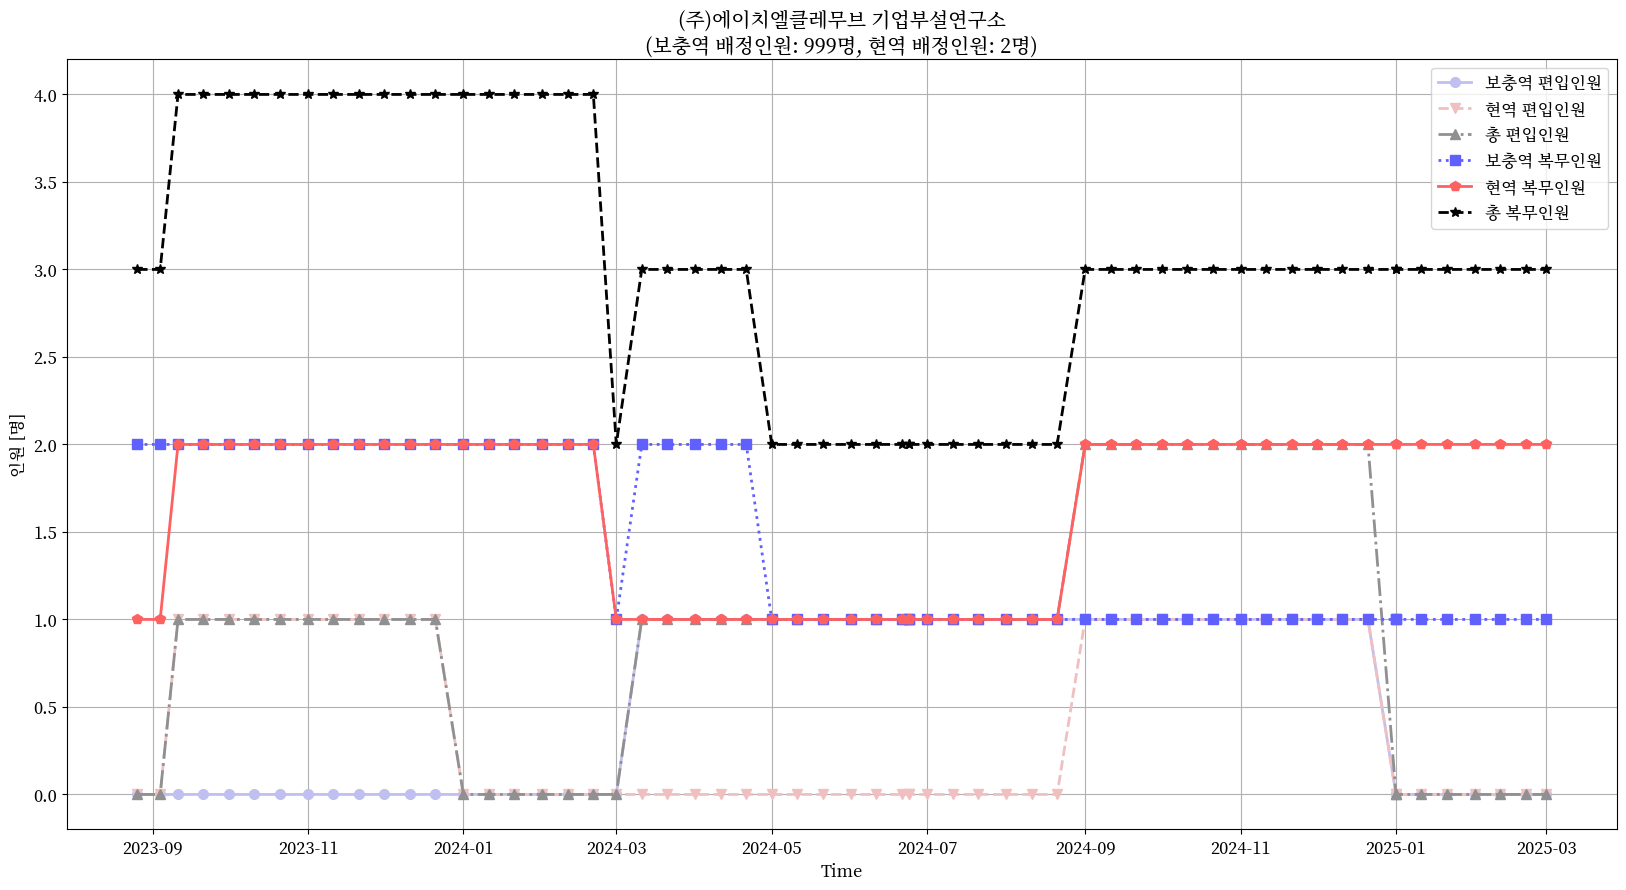 (주)에이치엘클레무브 기업부설연구소
(보충역 배정인원: 999명, 현역 배정인원: 2명)
보충역 편입인원
현역 편입인원
총 편입인원
보충역 복무인원
현역 복무인원
총 복무인원
인원 [명]
4.0
3.5
3.0
2.5
2.0
1.5
1.0
0.5
0.0
2023-09
2023-11
2024-01
2024-03
2024-05
2024-07
2024-09
2024-11
2025-01
2025-03
Time